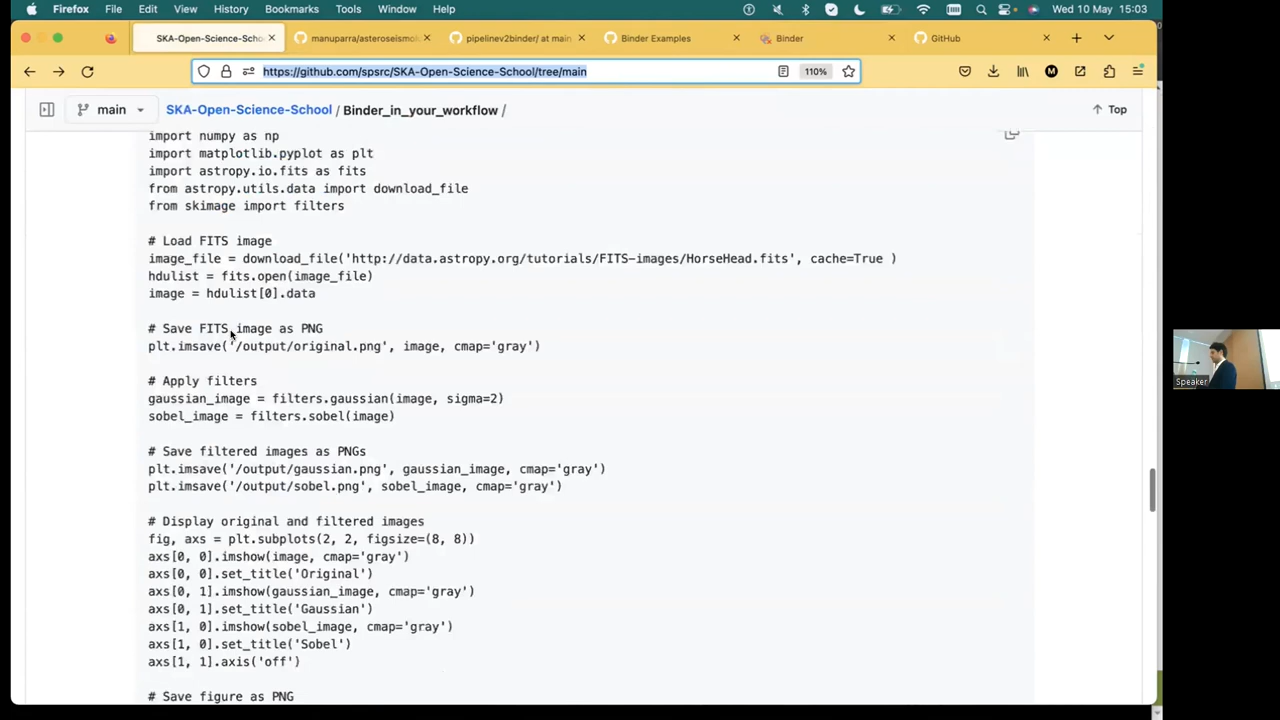 Firefox File Edit View History Bookmarks Tools Window Help Wed 10 May 15:03
SKA-Open-Science-Scho manuparra/asteroseismol pipelinev2binder/ at main Binder Examples Binder GitHub
https://github.com/spsrc/SKA-Open-Science-School/tree/main 110%
main SKA-Open-Science-School / Binder_in_your_workflow / Top
import numpy as np
import matplotlib.pyplot as plt
import astropy.io.fits as fits
from astropy.utils.data import download_file
from skimage import filters
# Load FITS image
image_file = download_file('http://data.astropy.org/tutorials/FITS-images/HorseHead.fits', cache=True )
hdulist = fits.open(image_file)
image = hdulist[0].data
# Save FITS image as PNG
plt.imsave('/output/original.png', image, cmap='gray')
# Apply filters
gaussian_image = filters.gaussian(image, sigma=2)
sobel_image = filters.sobel(image)
# Save filtered images as PNGs
plt.imsave('/output/gaussian.png', gaussian_image, cmap='gray')
plt.imsave('/output/sobel.png', sobel_image, cmap='gray')
# Display original and filtered images
fig, axs = plt.subplots(2, 2, figsize=(8, 8))
axs[0, 0].imshow(image, cmap='gray')
axs[0, 0].set_title('Original')
axs[0, 1].imshow(gaussian_image, cmap='gray')
axs[0, 1].set_title('Gaussian')
axs[1, 0].imshow(sobel_image, cmap='gray')
axs[1, 0].set_title('Sobel')
axs[1, 1].axis('off')
# Save figure as PNG
Speaker